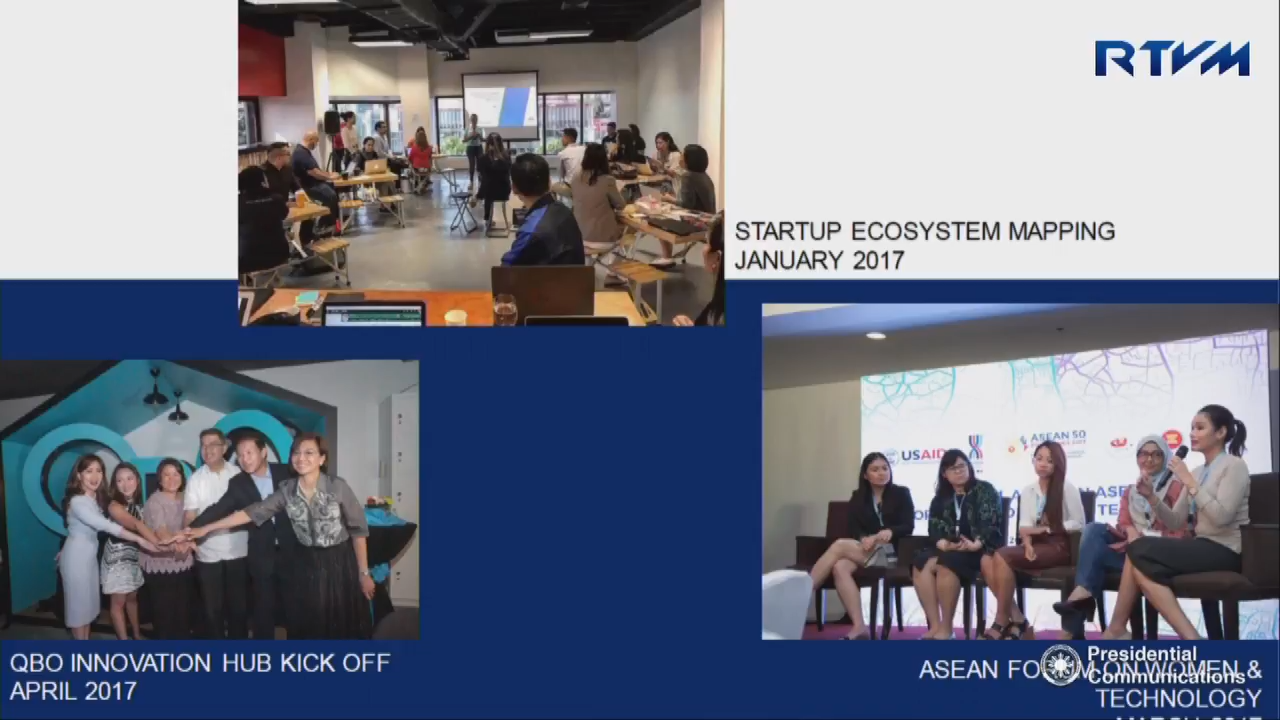 RTVM
STARTUP ECOSYSTEM MAPPING
JANUARY 2017
USAID
ASEAN 50
QBO INNOVATION HUB KICK OFF
APRIL 2017
ASEAN FORUM ON WOMEN &
TECHNOLOGY
Presidential
Communications